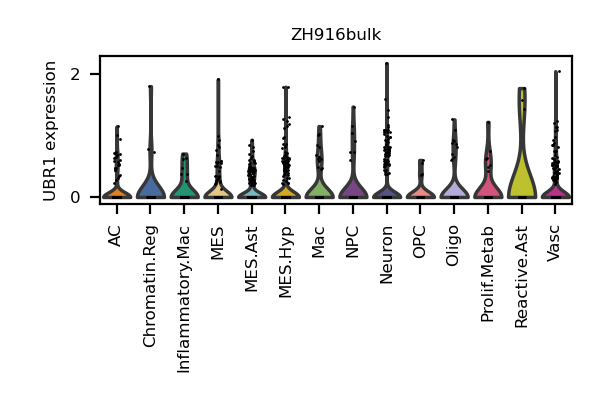 ZH916bulk
UBR1 expression
2
0
AC
Chromatin.Reg
Inflammatory.Mac
MES
MES.Ast
MES.Hyp
Mac
NPC
Neuron
OPC
Oligo
Prolif.Metab
Reactive.Ast
Vasc